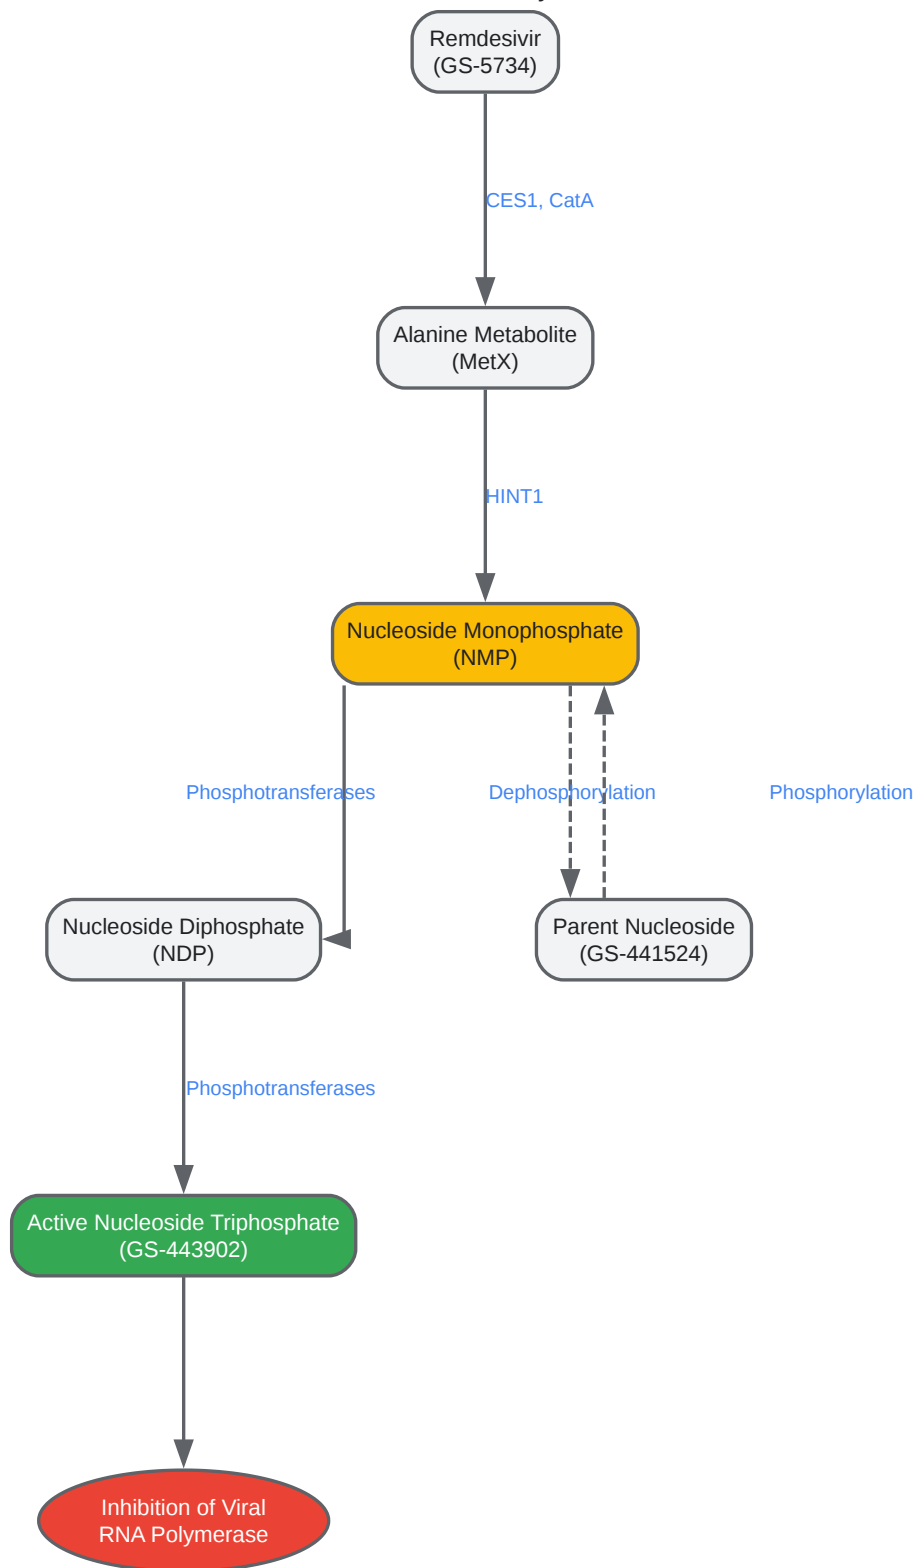 Remdesivir
(GS-5734)
CES1, CatA
Alanine Metabolite
(MetX)
HINT1
Nucleoside Monophosphate
(NMP)
Phosphotransferases
Dephosphorylation
Phosphorylation
Nucleoside Diphosphate
(NDP)
Parent Nucleoside
(GS-441524)
Phosphotransferases
Active Nucleoside Triphosphate
(GS-443902)
Inhibition of Viral
RNA Polymerase